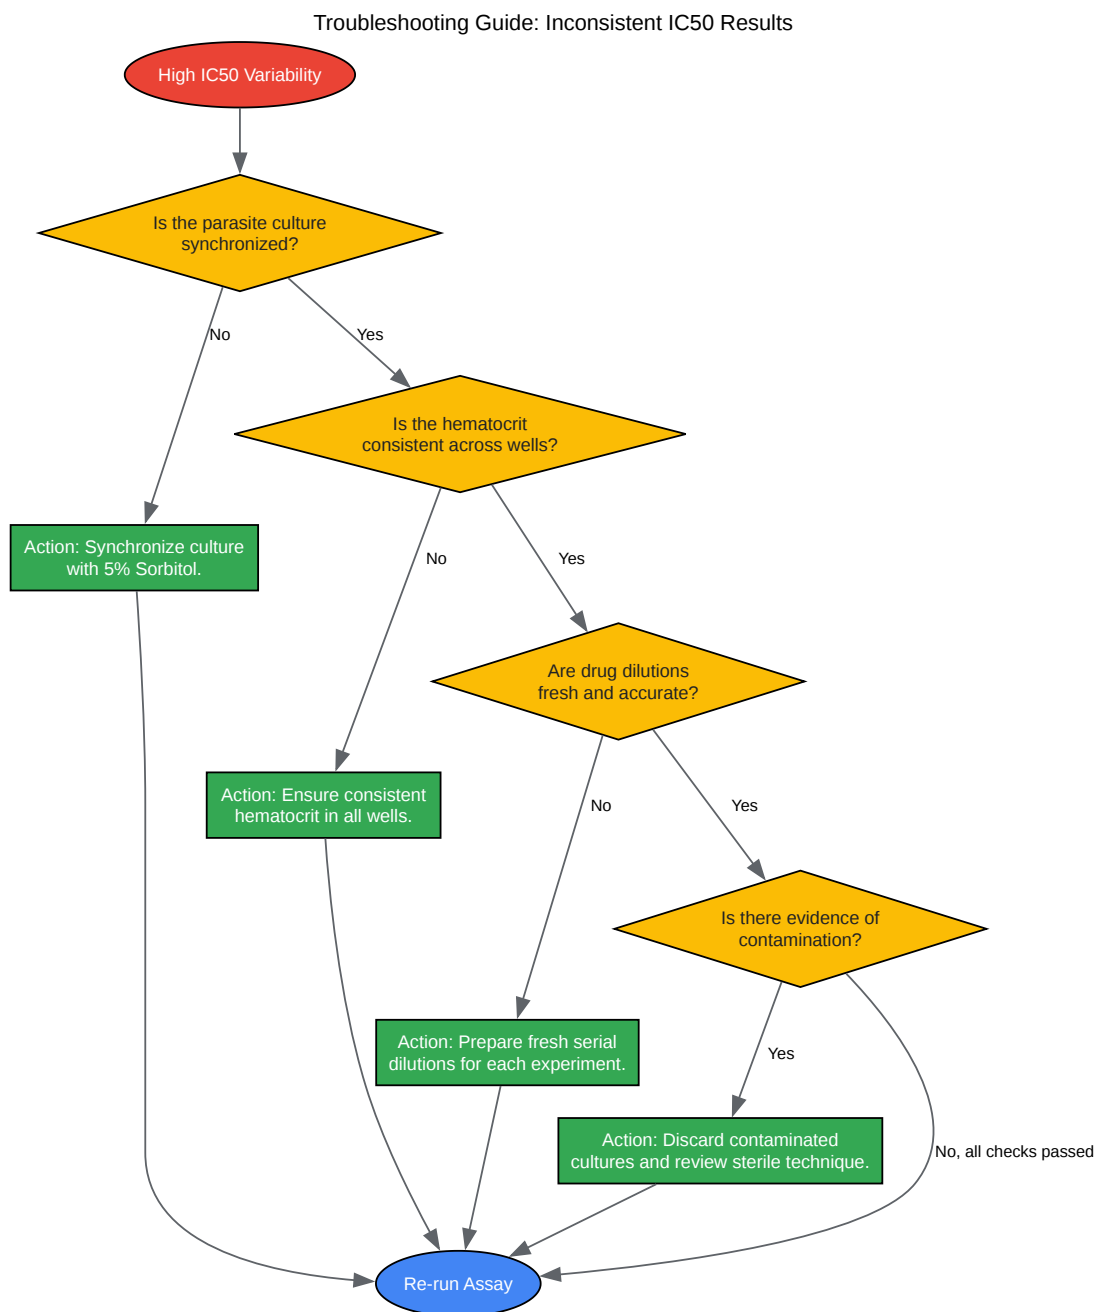 Troubleshooting Guide: Inconsistent IC50 Results
High IC50 Variability
Is the parasite culture
synchronized?
No
Yes
Is the hematocrit
consistent across wells?
Action: Synchronize culture
with 5% Sorbitol.
No
Yes
Are drug dilutions
fresh and accurate?
Action: Ensure consistent
hematocrit in all wells.
No
Yes
Is there evidence of
contamination?
Action: Prepare fresh serial
dilutions for each experiment.
Yes
Action: Discard contaminated
cultures and review sterile technique.
No, all checks passed
Re-run Assay